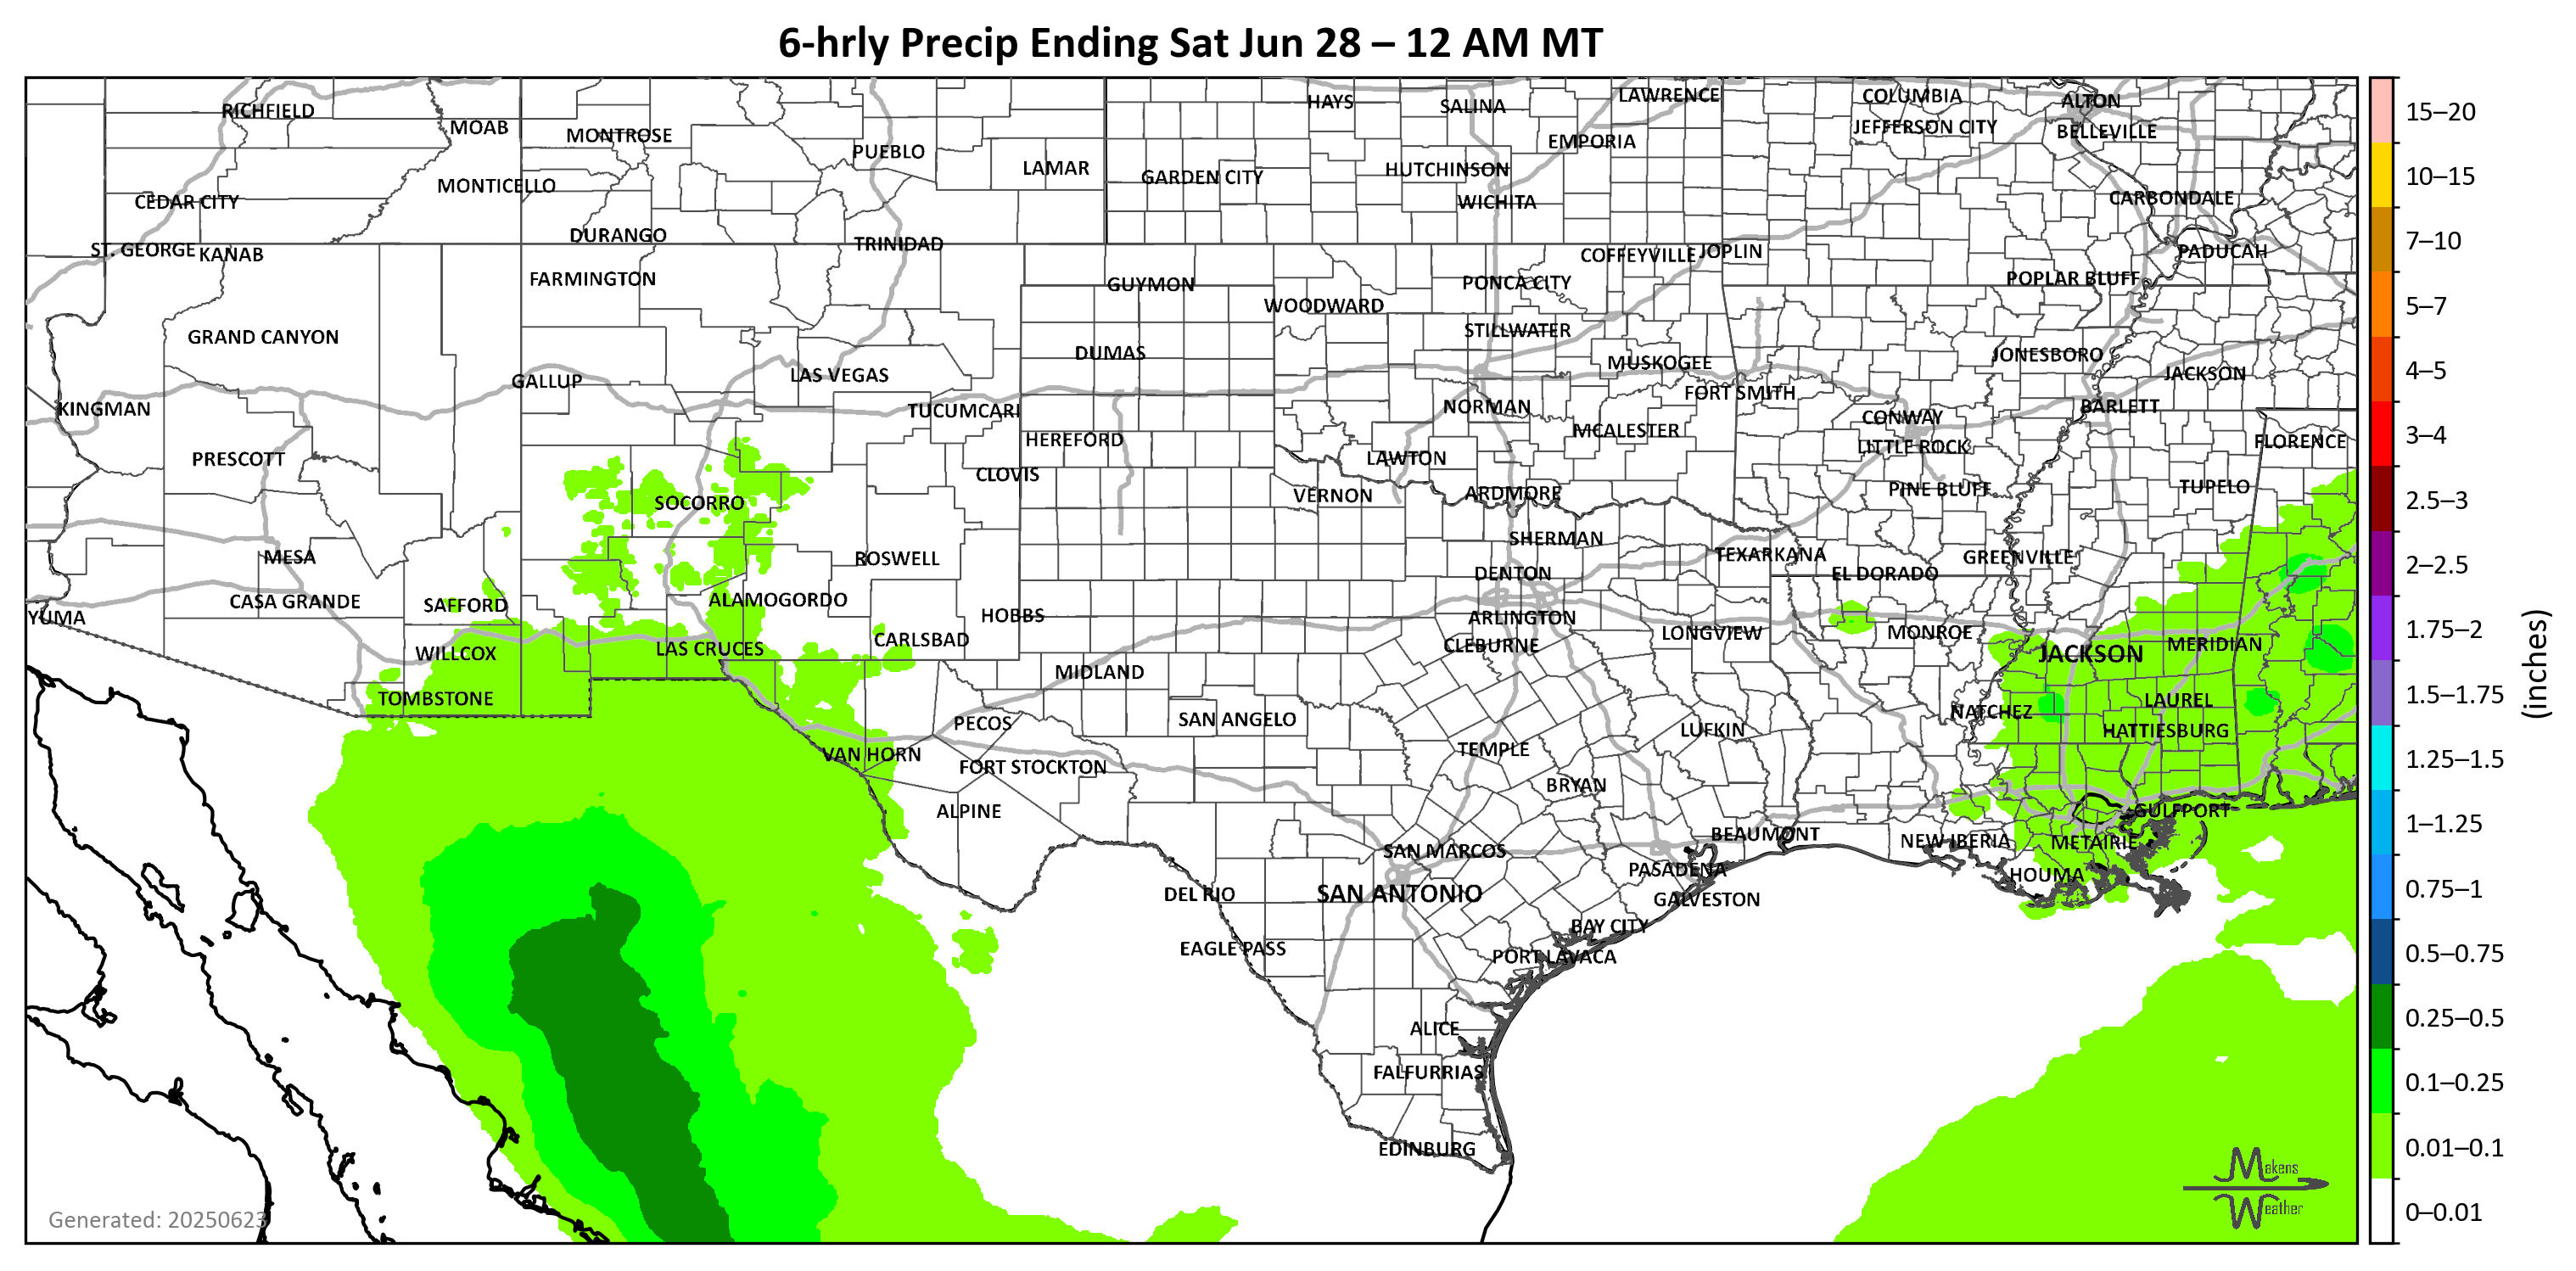 6-hrly Precip Ending Sat Jun 28 – 12 AM MT
RICHFIELD
MOAB
MONTROSE
PUEBLO
LAMAR
HAYS
SALINA
LAWRENCE
COLUMBIA
ALTON
EMPORIA
JEFFERSON CITY
BELLEVILLE
GARDEN CITY
HUTCHINSON
MONTICELLO
CEDAR CITY
WICHITA
CARBONDALE
DURANGO
TRINIDAD
ST. GEORGE
KANAB
COFFEYVILLE
JOPLIN
PADUCAH
FARMINGTON
GUYMON
PONCA CITY
POPLAR BLUFF
WOODWARD
GRAND CANYON
STILLWATER
DUMAS
MUSKOGEE
JONESBORO
GALLUP
LAS VEGAS
FORT SMITH
JACKSON
KINGMAN
TUCUMCARI
NORMAN
CONWAY
BARLETT
HEREFORD
MCALESTER
LITTLE ROCK
FLORENCE
PRESCOTT
CLOVIS
LAWTON
SOCORRO
VERNON
ARDMORE
PINE BLUFF
TUPELO
MESA
ROSWELL
SHERMAN
TEXARKANA
GREENVILLE
DENTON
EL DORADO
CASA GRANDE
SAFFORD
ALAMOGORDO
YUMA
HOBBS
ARLINGTON
WILLCOX
LAS CRUCES
CARLSBAD
CLEBURNE
LONGVIEW
MONROE
JACKSON
MERIDIAN
TOMBSTONE
MIDLAND
PECOS
SAN ANGELO
NATCHEZ
LAUREL
VAN HORN
FORT STOCKTON
TEMPLE
LUFKIN
HATTIESBURG
ALPINE
BRYAN
GULFPORT
SAN MARCOS
BEAUMONT
NEW IBERIA
METAIRIE
DEL RIO
SAN ANTONIO
PASADENA
GALVESTON
HOUMA
EAGLE PASS
BAY CITY
PORT LAVACA
ALICE
FALFURRIAS
EDINBURG
Generated: 20250623
Makens
Weather
15–20
10–15
7–10
5–7
4–5
3–4
2.5–3
2–2.5
1.75–2
1.5–1.75
1.25–1.5
1–1.25
0.75–1
0.5–0.75
0.25–0.5
0.1–0.25
0.01–0.1
0–0.01
(inches)